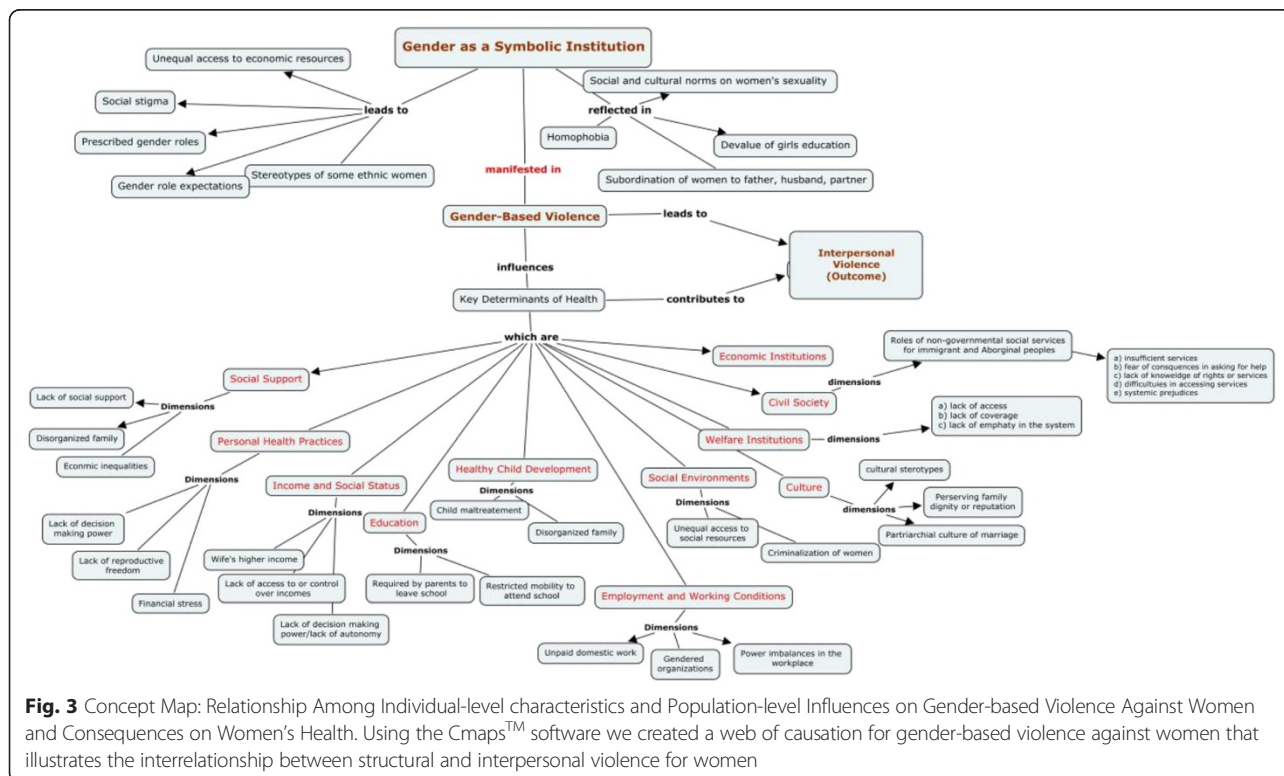 Gender as a Symbolic Institution
Unequal access to economic resources
Social and cultural norms on women's sexuality
Social stigma
leads to
reflected in
Homophobia
Prescribed gender roles
Devalue of girls education
Stereotypes of some ethnic women
manifested in
Gender role expectations
Subordination of women to father, husband, partner
Gender-Based Violence
leads to
Interpersonal
Violence
(Outcome)
influences
Key Determinants of Health
contributes to
which are
Economic Institutions
Roles of non-governmental social services
for immigrant and Aborginal peoples
a) insufficient services
b) fear of consquences in asking for help
c) lack of knoweldge of rights or services
d) difficultuies in accessing services
e) systemic prejudices
Social Support
dimensions
Civil Society
Lack of social support
Dimensions
a) lack of access
b) lack of coverage
c) lack of emphaty in the system
Disorganized family
Personal Health Practices
Welfare Institutions
dimensions
Econmic inequalities
Healthy Child Development
Social Environments
cultural sterotypes
Dimensions
Income and Social Status
Culture
Dimensions
Dimensions
Perserving family
dignity or reputation
Child maltreatement
dimensions
Dimensions
Education
Unequal access to
social resources
Partriarchial culture of marriage
Lack of decision
making power
Disorganized family
Criminalization of women
Dimensions
Lack of reproductive
freedom
Wife's higher income
Lack of access to or control
over incomes
Required by parents to
leave school
Restricted mobility to
attend school
Financial stress
Employment and Working Conditions
Lack of decision making
power/lack of autonomy
Dimensions
Unpaid domestic work
Gendered
organizations
Power imbalances in the
workplace
Fig. 3 Concept Map: Relationship Among Individual-level characteristics and Population-level Influences on Gender-based Violence Against Women
and Consequences on Women's Health. Using the Cmaps™ software we created a web of causation for gender-based violence against women that
illustrates the interrelationship between structural and interpersonal violence for women